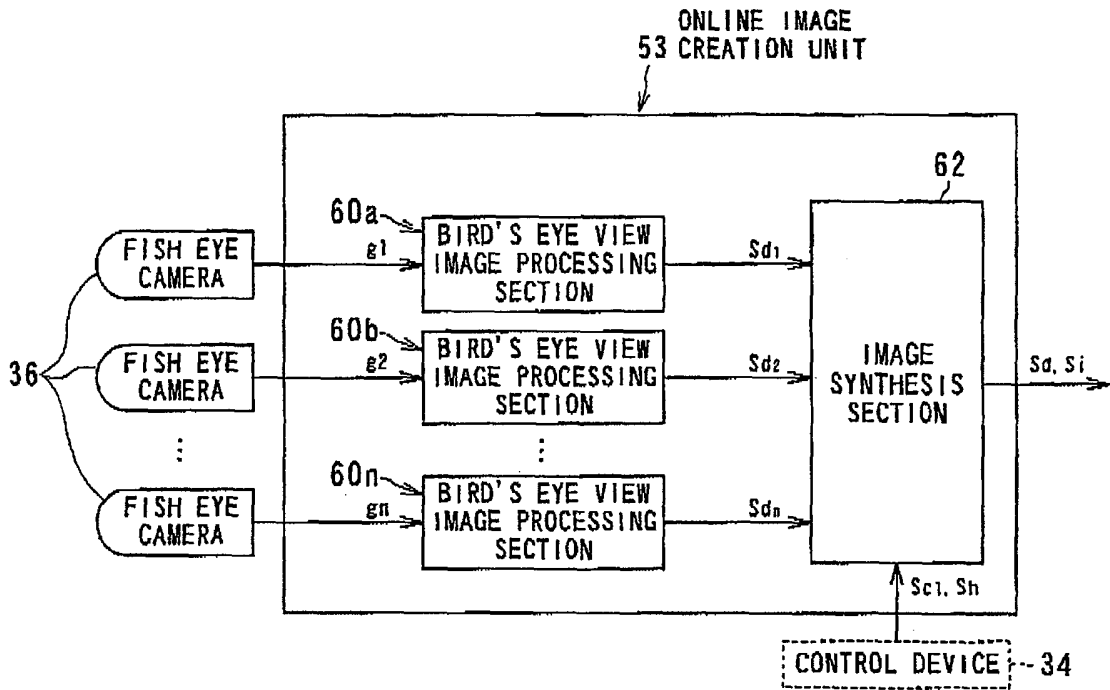 ONLINE IMAGE
53 CREATION UNIT
62
60a
BIRD'S EYE VIEW
IMAGE PROCESSING
SECTION
FISH EYE
CAMERA
g1
Sd1
60b
BIRD'S EYE VIEW
IMAGE PROCESSING
SECTION
36
FISH EYE
CAMERA
g2
Sd2
IMAGE
SYNTHESIS
SECTION
Sa, Si
60n
BIRD'S EYE VIEW
IMAGE PROCESSING
SECTION
FISH EYE
CAMERA
gn
Sdn
Sc1, Sh
CONTROL DEVICE
34